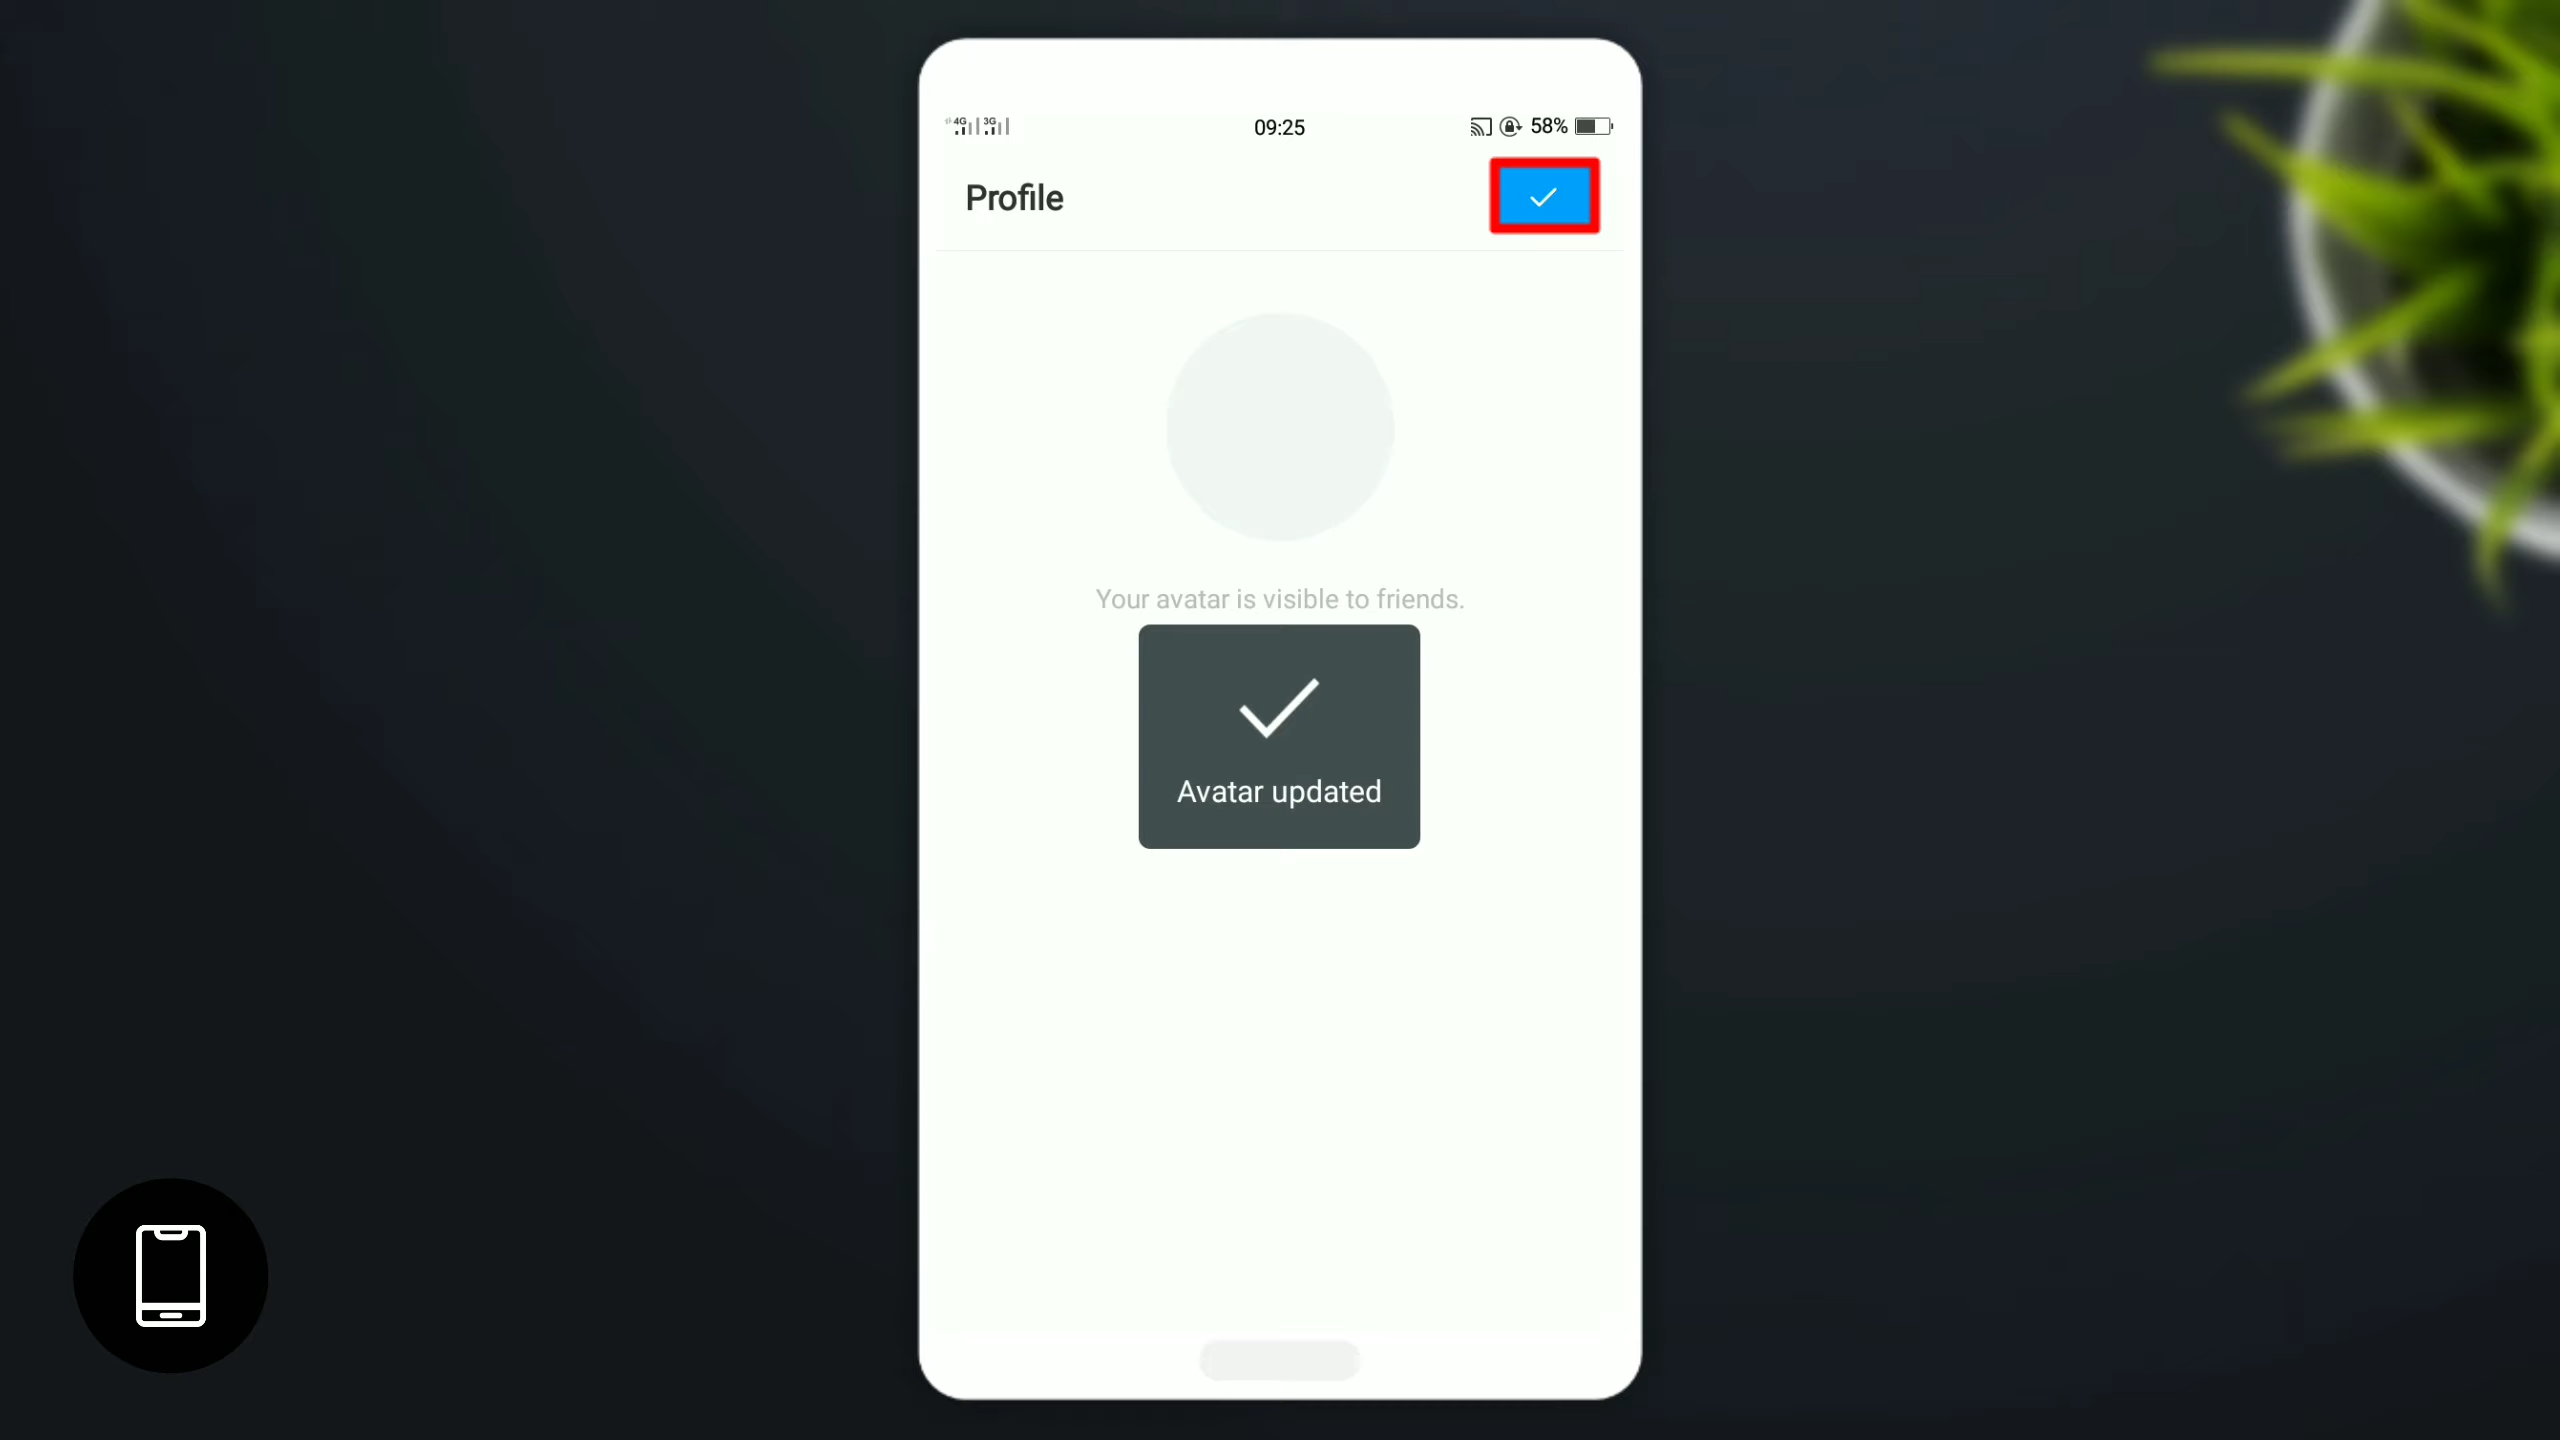 4G 3G 09:25 58%
Profile
Your avatar is visible to friends.
Avatar updated